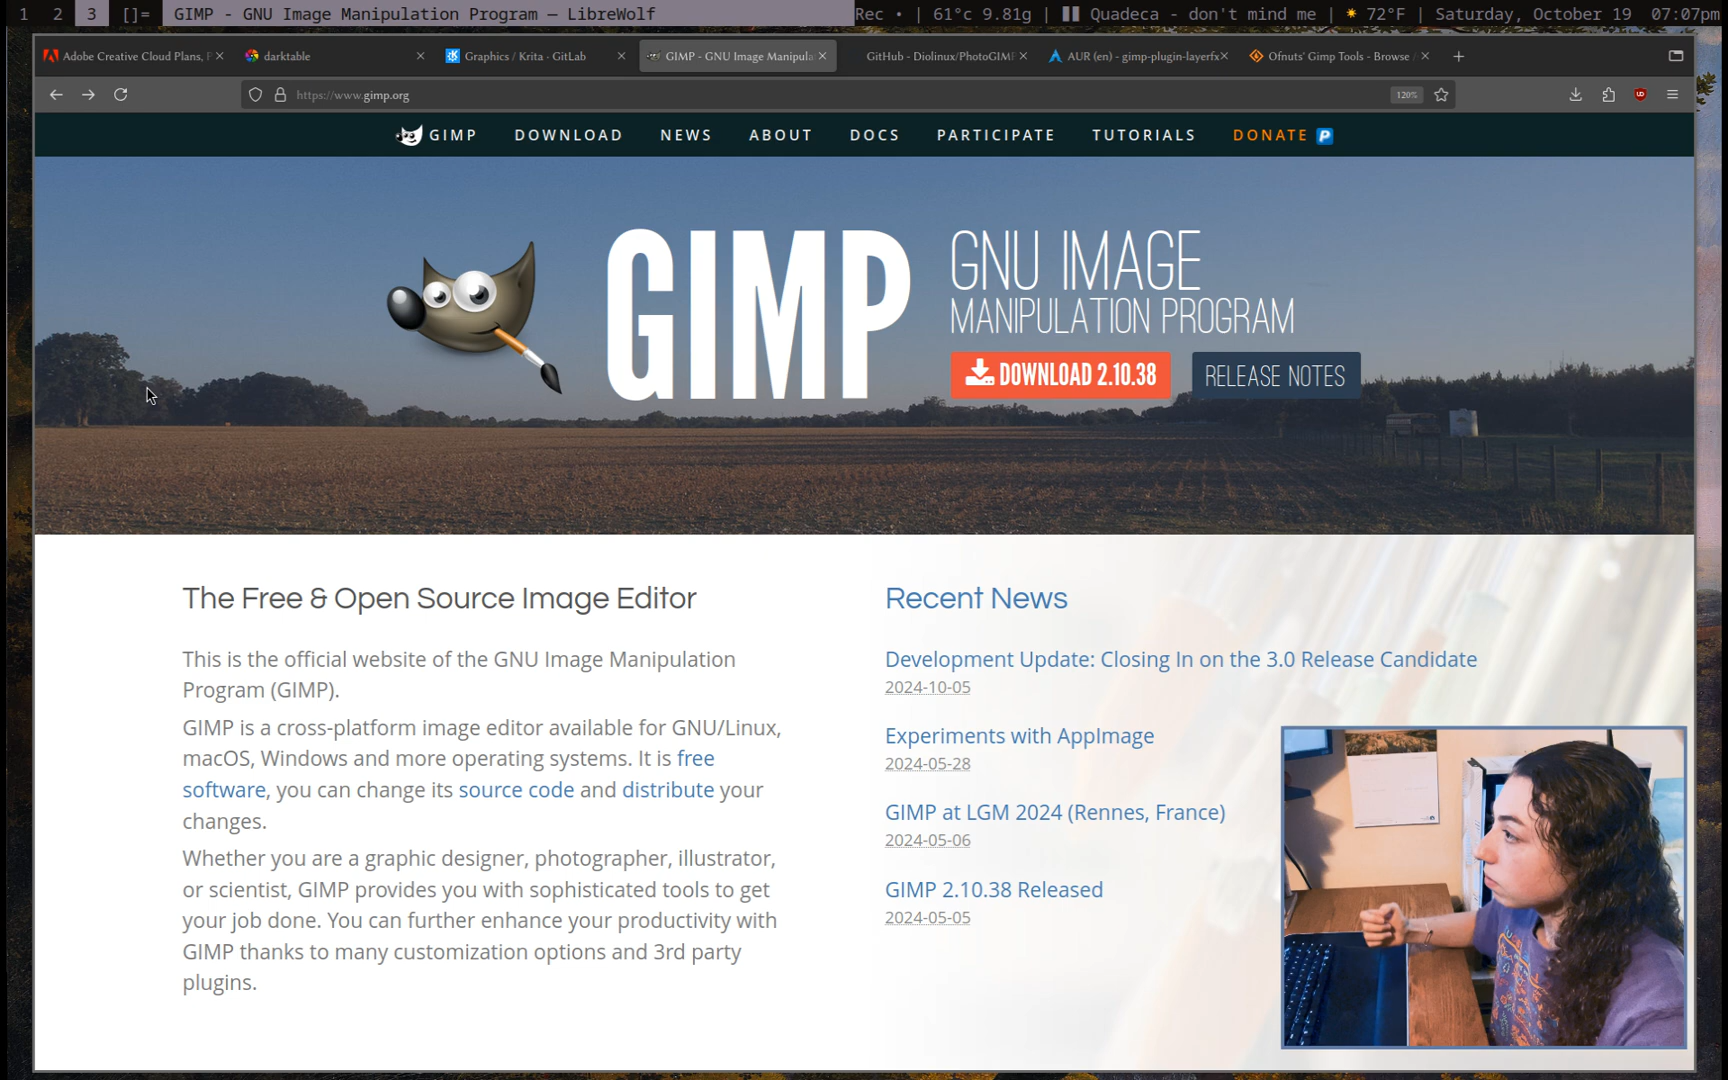 1 2 3 []= GIMP - GNU Image Manipulation Program — LibreWolf Rec • | 61°c 9.81g | ▮▮ Quadeca - don't mind me | ☀ 72°F | Saturday, October 19 07:07pm
Adobe Creative Cloud Plans, P
darktable
Graphics / Krita · GitLab
GIMP - GNU Image Manipula
GitHub - Diolinux/PhotoGIMP
AUR (en) - gimp-plugin-layerfx
Ofnuts' Gimp Tools - Browse /
https://www.gimp.org
120%
GIMP DOWNLOAD NEWS ABOUT DOCS PARTICIPATE TUTORIALS DONATE
GIMP
GNU IMAGE
MANIPULATION PROGRAM
DOWNLOAD 2.10.38
RELEASE NOTES
The Free & Open Source Image Editor
This is the official website of the GNU Image Manipulation
Program (GIMP).
GIMP is a cross-platform image editor available for GNU/Linux,
macOS, Windows and more operating systems. It is free
software, you can change its source code and distribute your
changes.
Whether you are a graphic designer, photographer, illustrator,
or scientist, GIMP provides you with sophisticated tools to get
your job done. You can further enhance your productivity with
GIMP thanks to many customization options and 3rd party
plugins.
Recent News
Development Update: Closing In on the 3.0 Release Candidate
2024-10-05
Experiments with AppImage
2024-05-28
GIMP at LGM 2024 (Rennes, France)
2024-05-06
GIMP 2.10.38 Released
2024-05-05